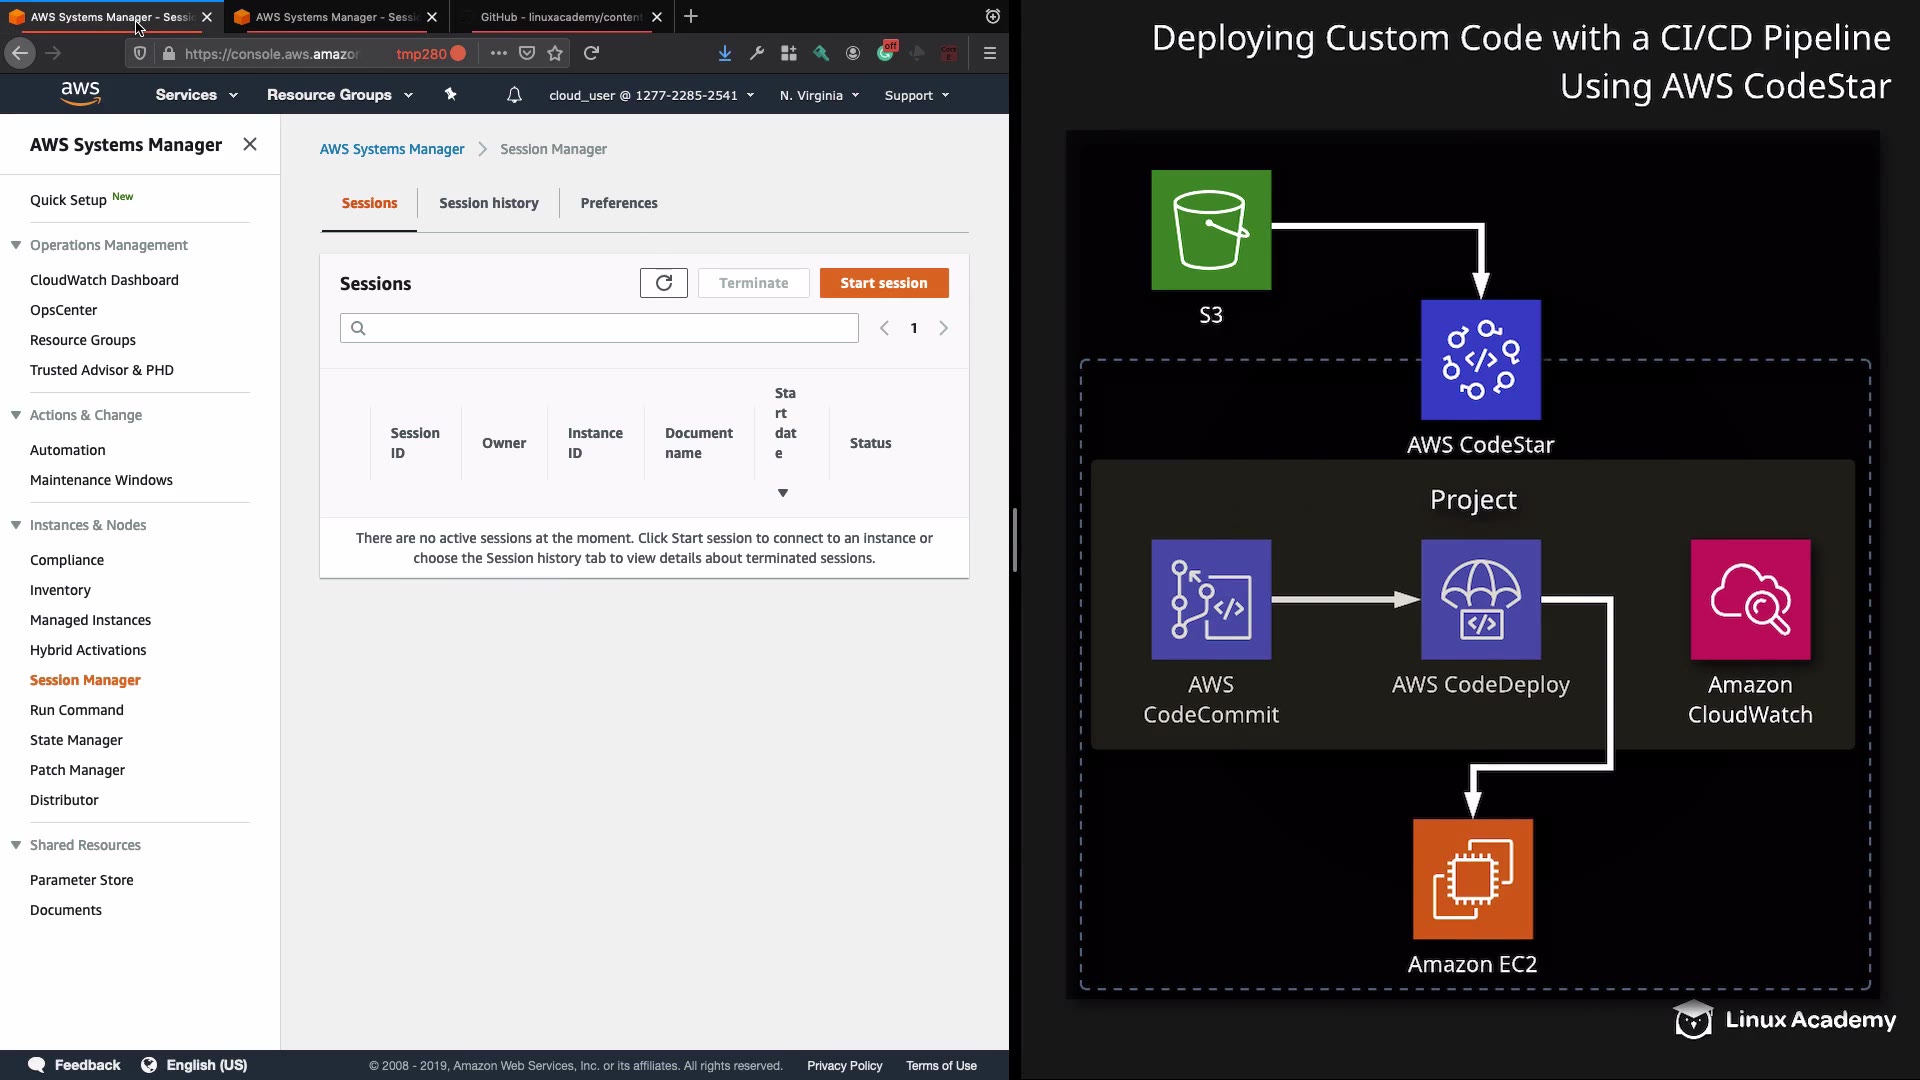 AWS Systems Manager - Sessi
AWS Systems Manager - Sessi
GitHub - linuxacademy/content
https://console.aws.amazon
tmp280
off
aws
Services
Resource Groups
cloud_user @ 1277-2285-2541
N. Virginia
Support
AWS Systems Manager
Quick Setup New
Operations Management
CloudWatch Dashboard
OpsCenter
Resource Groups
Trusted Advisor & PHD
Actions & Change
Automation
Maintenance Windows
Instances & Nodes
Compliance
Inventory
Managed Instances
Hybrid Activations
Session Manager
Run Command
State Manager
Patch Manager
Distributor
Shared Resources
Parameter Store
Documents
AWS Systems Manager
Session Manager
Sessions
Session history
Preferences
Sessions
Terminate
Start session
1
Session
ID
Owner
Instance
ID
Document
name
Sta
rt
dat
e
Status
There are no active sessions at the moment. Click Start session to connect to an instance or
choose the Session history tab to view details about terminated sessions.
Feedback
English (US)
© 2008 - 2019, Amazon Web Services, Inc. or its affiliates. All rights reserved.
Privacy Policy
Terms of Use
Deploying Custom Code with a CI/CD Pipeline
Using AWS CodeStar
S3
AWS CodeStar
Project
AWS
CodeCommit
AWS CodeDeploy
Amazon
CloudWatch
Amazon EC2
Linux Academy